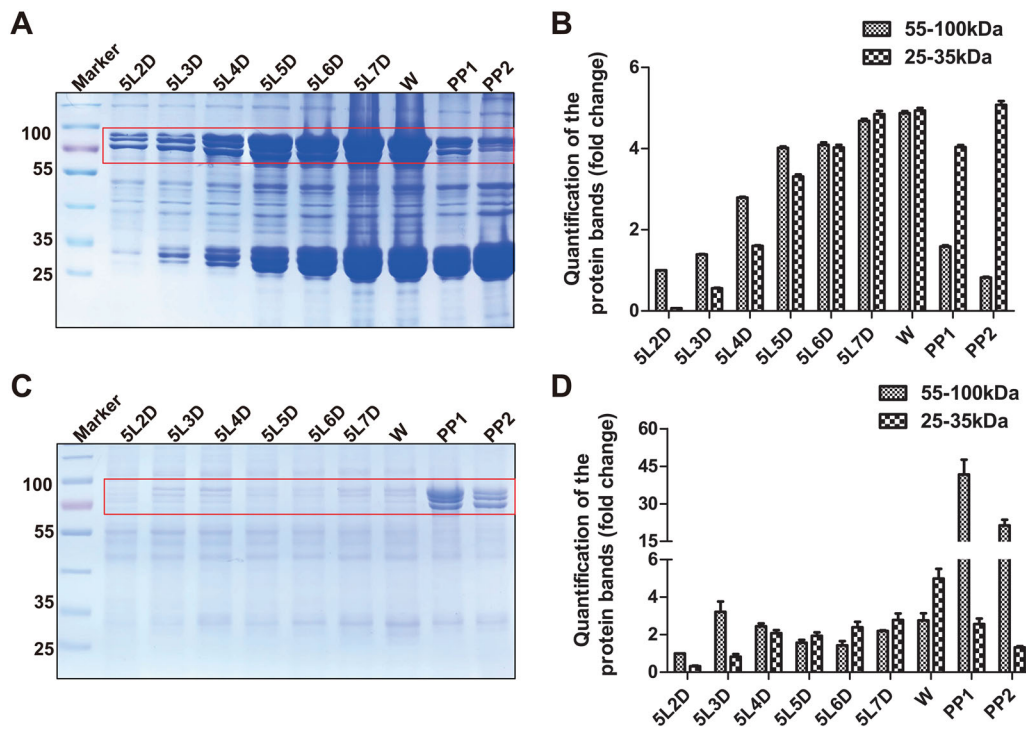 A
Marker 5L2D 5L3D 5L4D 5L5D 5L6D 5L7D W PP1 PP2
100
55
35
25
B
55-100kDa
25-35kDa
Quantification of the
protein bands (fold change)
6
4
2
0
5L2D 5L3D 5L4D 5L5D 5L6D 5L7D W PP1 PP2
C
Marker 5L2D 5L3D 5L4D 5L5D 5L6D 5L7D W PP1 PP2
100
55
35
25
D
55-100kDa
25-35kDa
Quantification of the
protein bands (fold change)
60
45
30
15
6
4
2
0
5L2D 5L3D 5L4D 5L5D 5L6D 5L7D W PP1 PP2